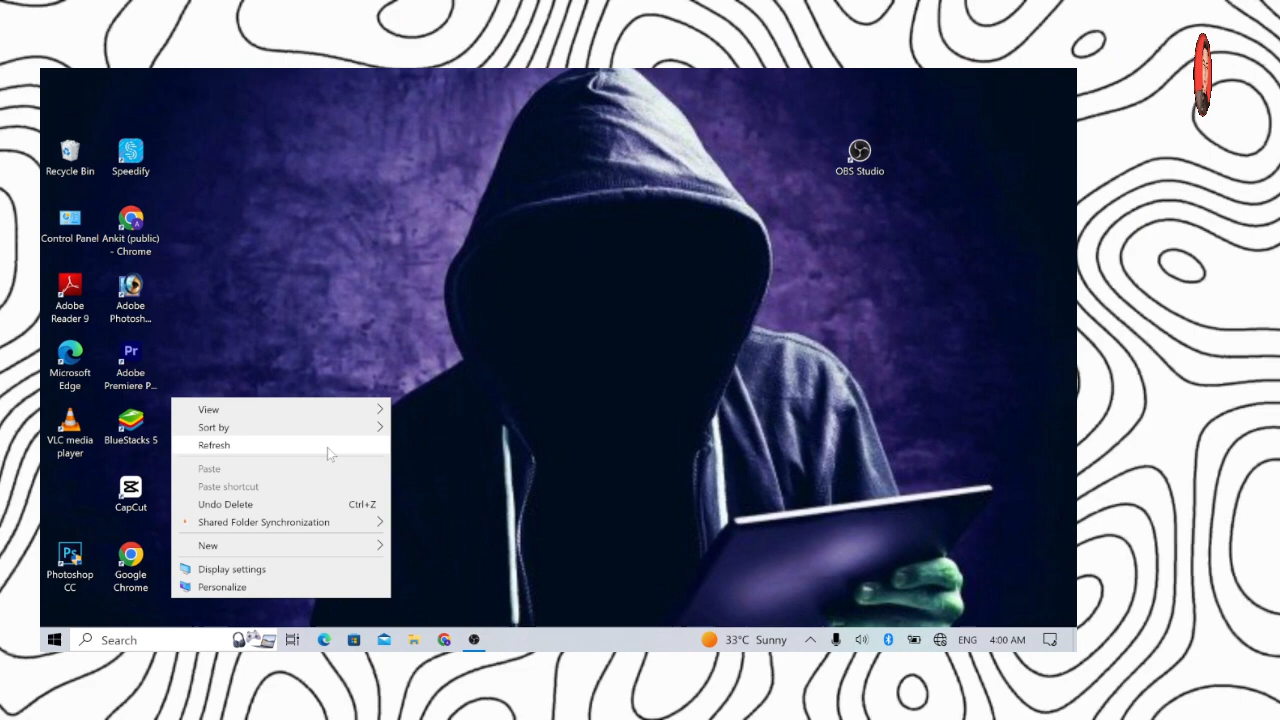 Recycle Bin
Speedify
OBS Studio
Control Panel
Ankit (public)
- Chrome
Adobe
Reader 9
Adobe
Photosh...
Microsoft
Edge
Pr
Adobe
Premiere P...
VLC media
player
BlueStacks 5
CapCut
Ps
Photoshop
CC
Google
Chrome
View
Sort by
Refresh
Paste
Paste shortcut
Undo Delete Ctrl+Z
Shared Folder Synchronization
New
Display settings
Personalize
Search
33°C Sunny
ENG
4:00 AM